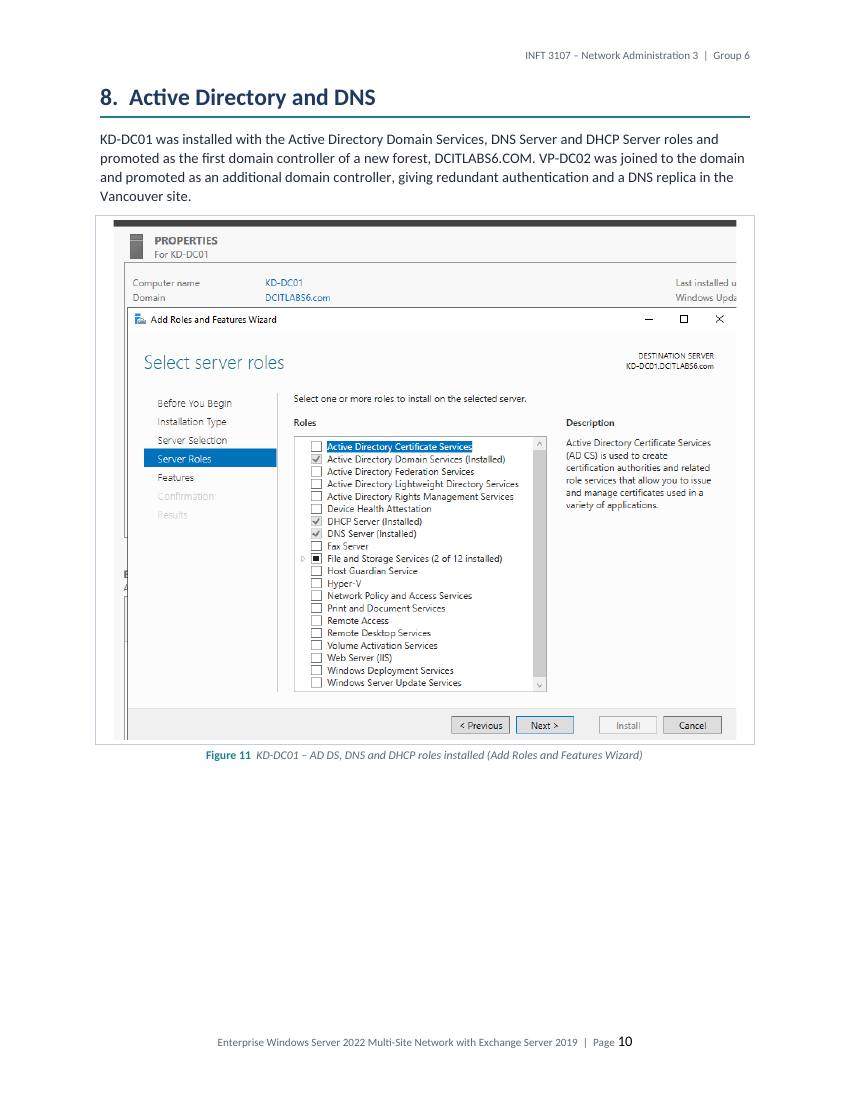 INFT 3107 – Network Administration 3 | Group 6
8. Active Directory and DNS
KD-DC01 was installed with the Active Directory Domain Services, DNS Server and DHCP Server roles and
promoted as the first domain controller of a new forest, DCITLABS6.COM. VP-DC02 was joined to the domain
and promoted as an additional domain controller, giving redundant authentication and a DNS replica in the
Vancouver site.
PROPERTIES
For KD-DC01
Computer name KD-DC01 Last installed u
Domain DCITLABS6.com Windows Upda
Add Roles and Features Wizard
Select server roles
DESTINATION SERVER
KD-DC01.DCITLABS6.com
Before You Begin
Installation Type
Server Selection
Server Roles
Features
Confirmation
Results
Select one or more roles to install on the selected server.
Roles
Active Directory Certificate Services
Active Directory Domain Services (Installed)
Active Directory Federation Services
Active Directory Lightweight Directory Services
Active Directory Rights Management Services
Device Health Attestation
DHCP Server (Installed)
DNS Server (Installed)
Fax Server
File and Storage Services (2 of 12 installed)
Host Guardian Service
Hyper-V
Network Policy and Access Services
Print and Document Services
Remote Access
Remote Desktop Services
Volume Activation Services
Web Server (IIS)
Windows Deployment Services
Windows Server Update Services
Description
Active Directory Certificate Services
(AD CS) is used to create
certification authorities and related
role services that allow you to issue
and manage certificates used in a
variety of applications.
< Previous Next > Install Cancel
Figure 11 KD-DC01 – AD DS, DNS and DHCP roles installed (Add Roles and Features Wizard)
Enterprise Windows Server 2022 Multi-Site Network with Exchange Server 2019 | Page 10